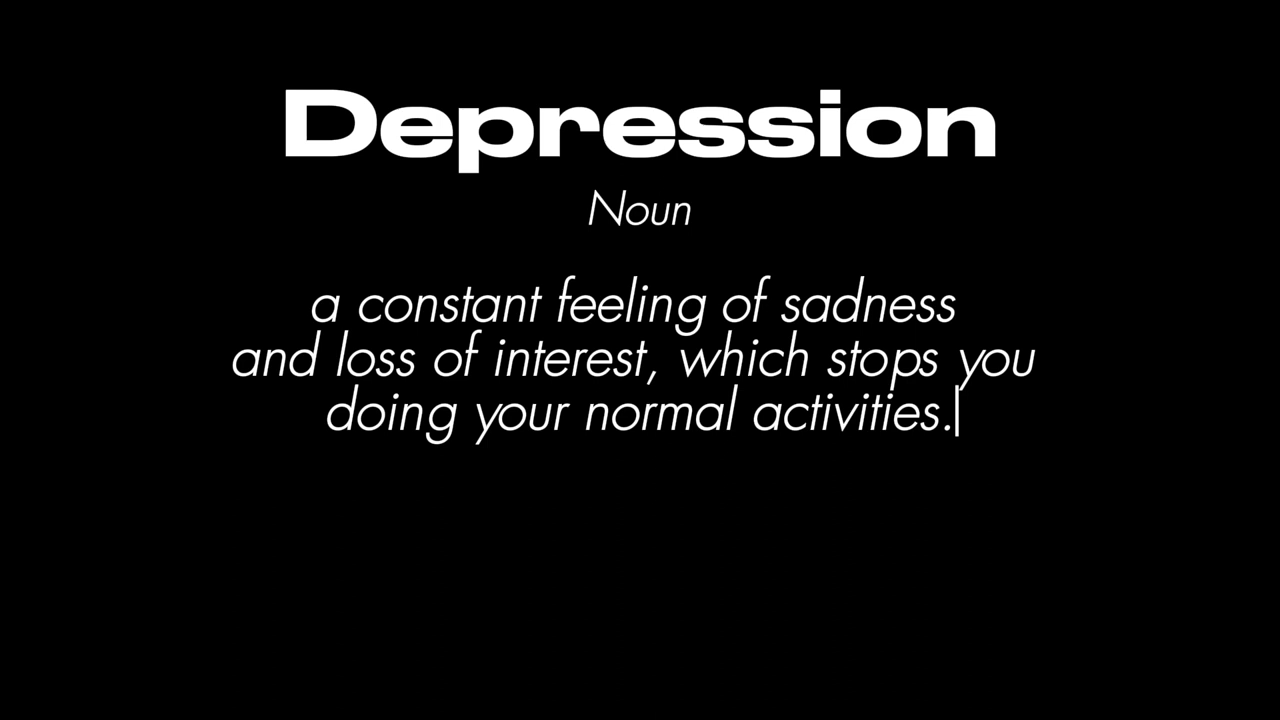 Depression
Noun
a constant feeling of sadness
and loss of interest, which stops you
doing your normal activities.